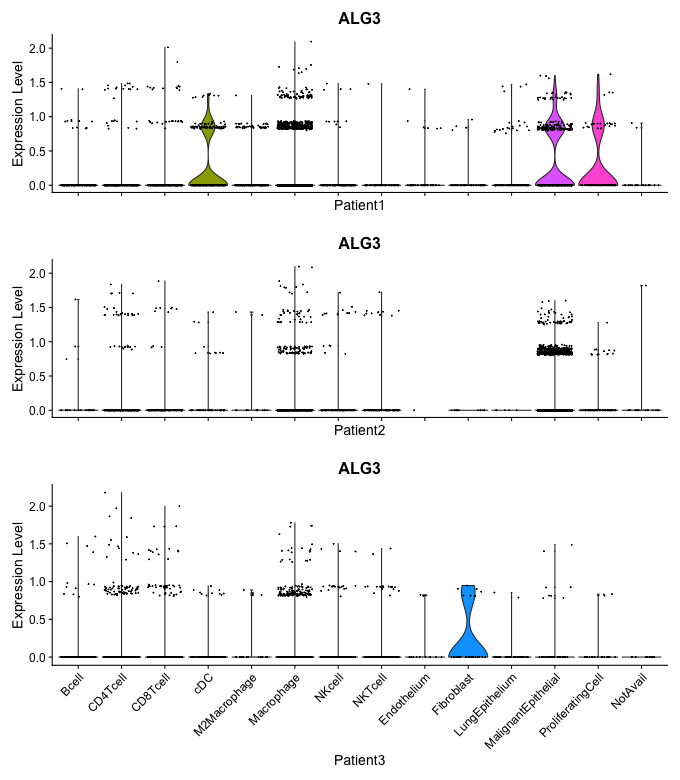 ALG3
Expression Level
2.0
1.5
1.0
0.5
0.0
Patient1
ALG3
Expression Level
2.0
1.5
1.0
0.5
0.0
Patient2
ALG3
Expression Level
2.0
1.5
1.0
0.5
0.0
Bcell
CD4Tcell
CD8Tcell
cDC
M2Macrophage
Macrophage
NKcell
NKTcell
Endothelium
Fibroblast
LungEpithelium
MalignantEpithelial
ProliferatingCell
NotAvail
Patient3